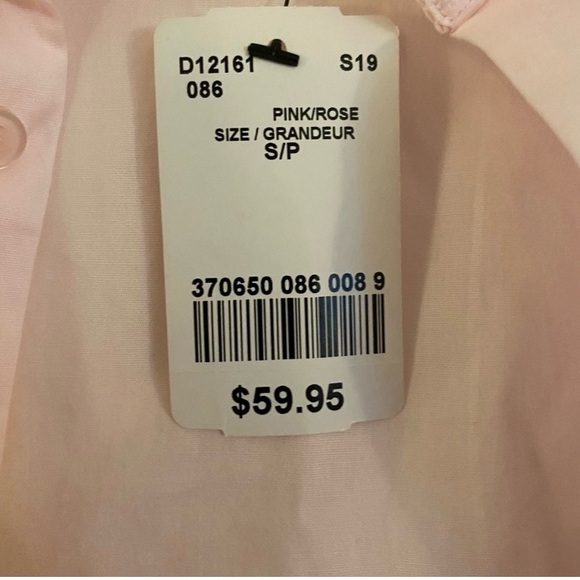 D12161 S19
086
PINK/ROSE
SIZE / GRANDEUR
S/P
370650 086 008 9
$59.95